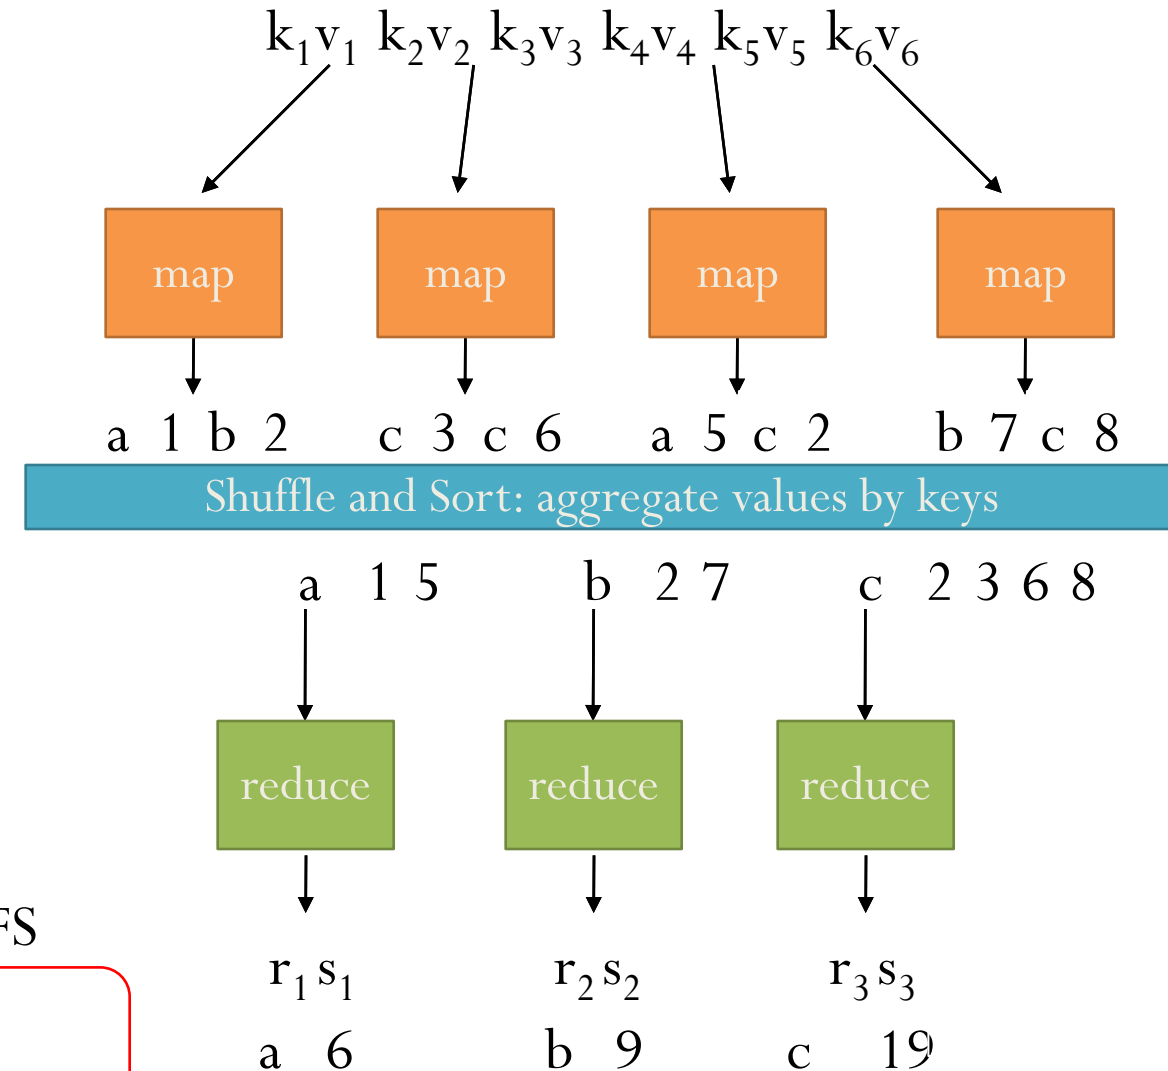 k₁v₁ k₂v₂ k₃v₃ k₄v₄ k₅v₅ k₆v₆
map map map map
a 1 b 2 c 3 c 6 a 5 c 2 b 7 c 8
Shuffle and Sort: aggregate values by keys
a 1 5 b 2 7 c 2 3 6 8
reduce reduce reduce
FS
r₁s₁ r₂s₂ r₃s₃
a 6 b 9 c 19